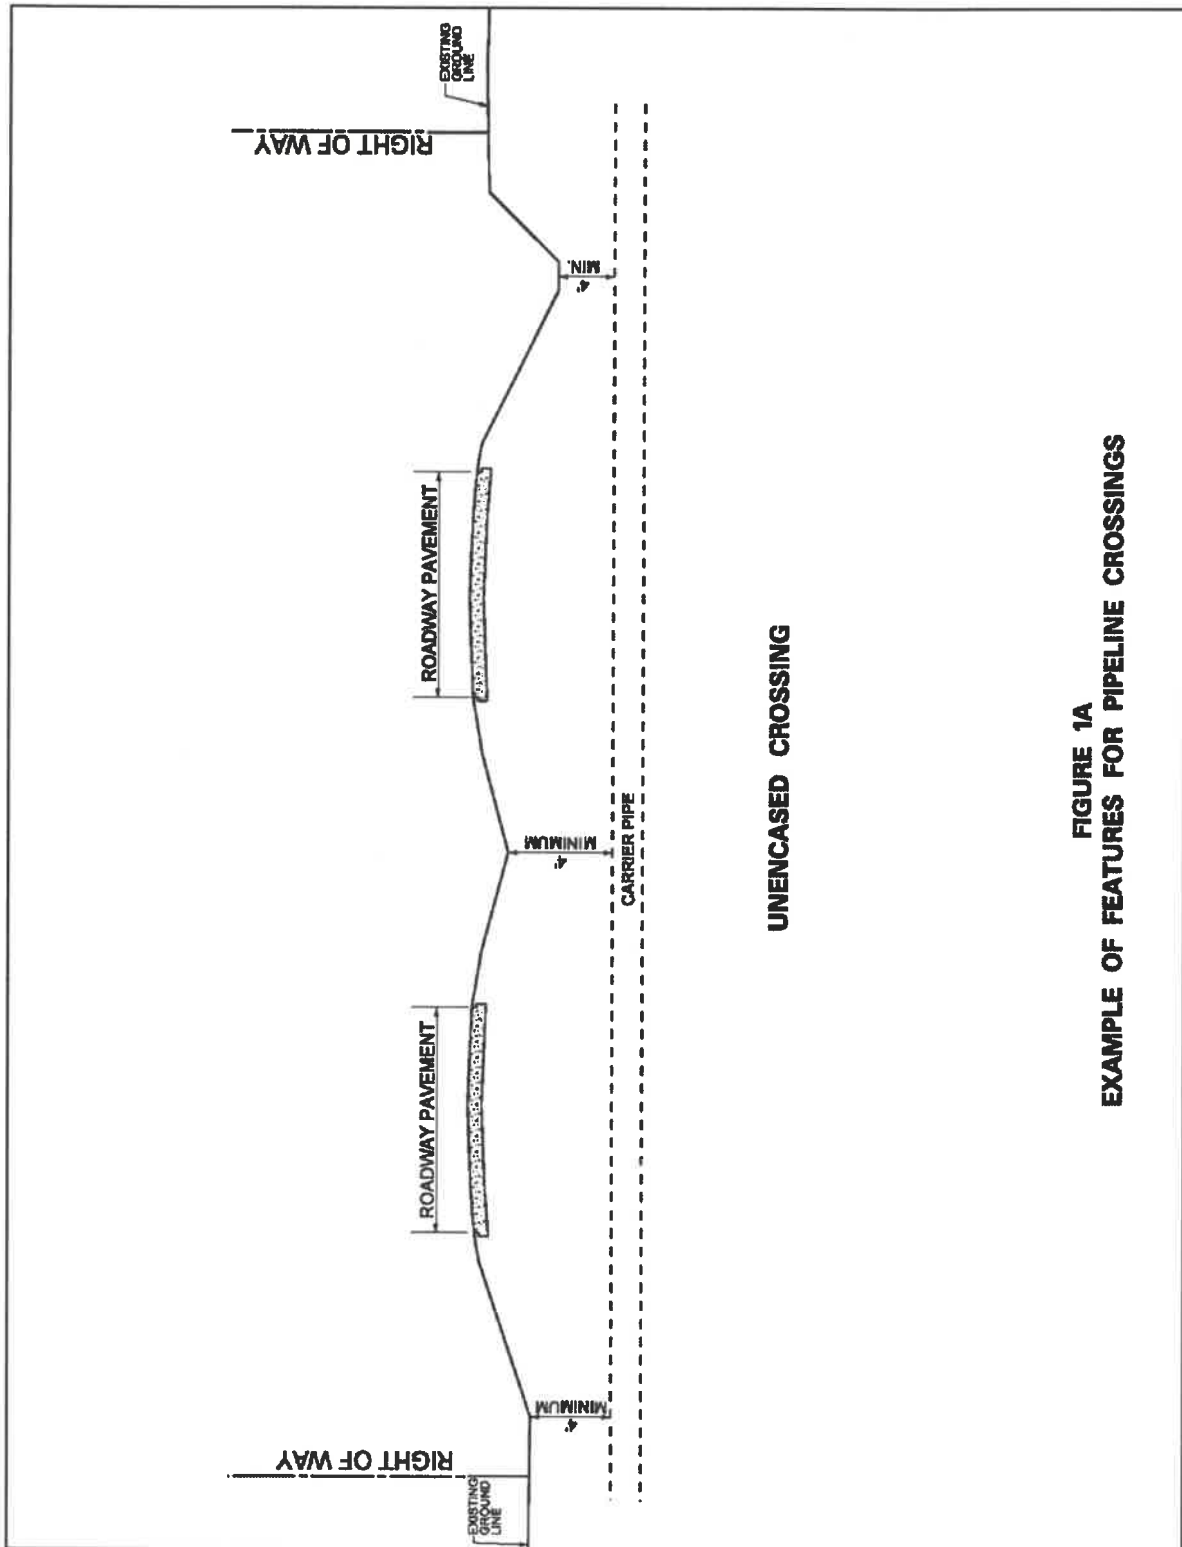 EXISTING
GROUND
LINE
RIGHT OF WAY
4'
MINIMUM
ROADWAY PAVEMENT
4'
MINIMUM
CARRIER PIPE
ROADWAY PAVEMENT
4'
MIN.
RIGHT OF WAY
EXISTING
GROUND
LINE
UNENCASED CROSSING
FIGURE 1A
EXAMPLE OF FEATURES FOR PIPELINE CROSSINGS